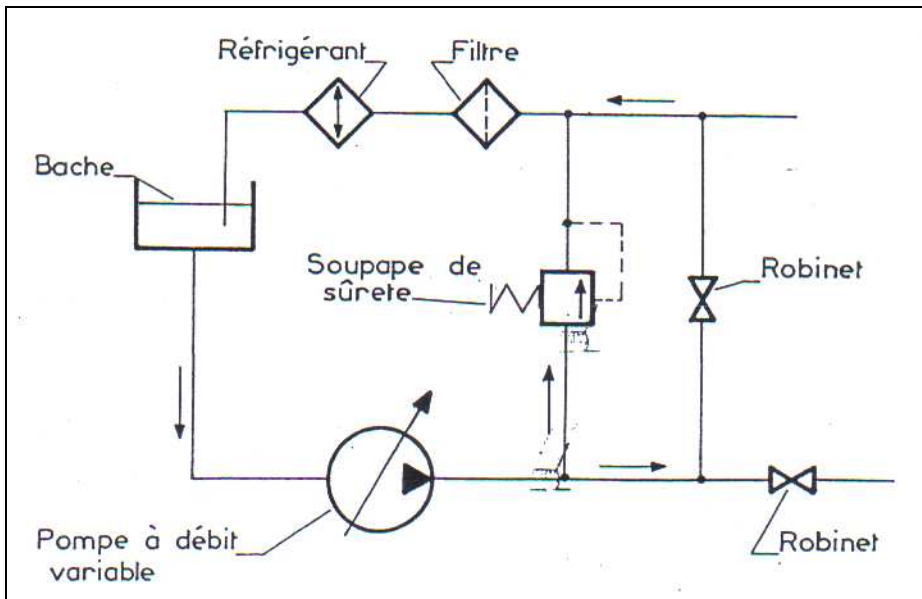 Réfrigérant
Filtre
Bache
Soupape de
sûrete
Robinet
Pompe à débit
variable
Robinet